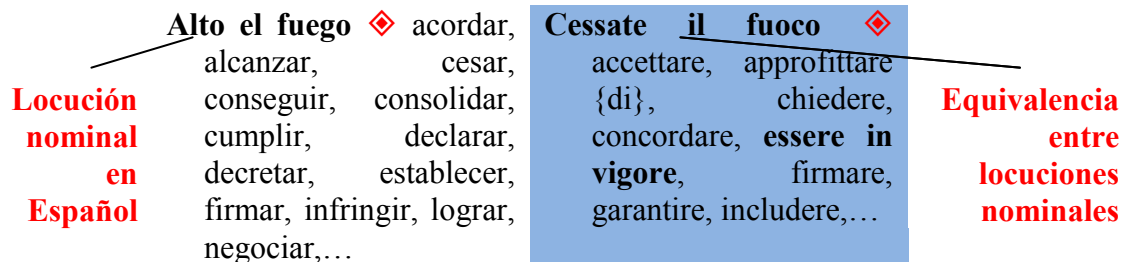 Locución
nominal
en
Español
Alto el fuego ◈ acordar,
alcanzar, cesar,
conseguir, consolidar,
cumplir, declarar,
decretar, establecer,
firmar, infringir, lograr,
negociar,…
Cessate il fuoco ◈
accettare, approfittare
{di}, chiedere,
concordare, essere in
vigore, firmare,
garantire, includere,…
Equivalencia
entre
locuciones
nominales